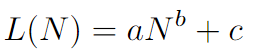 L(N) = aN^b + c